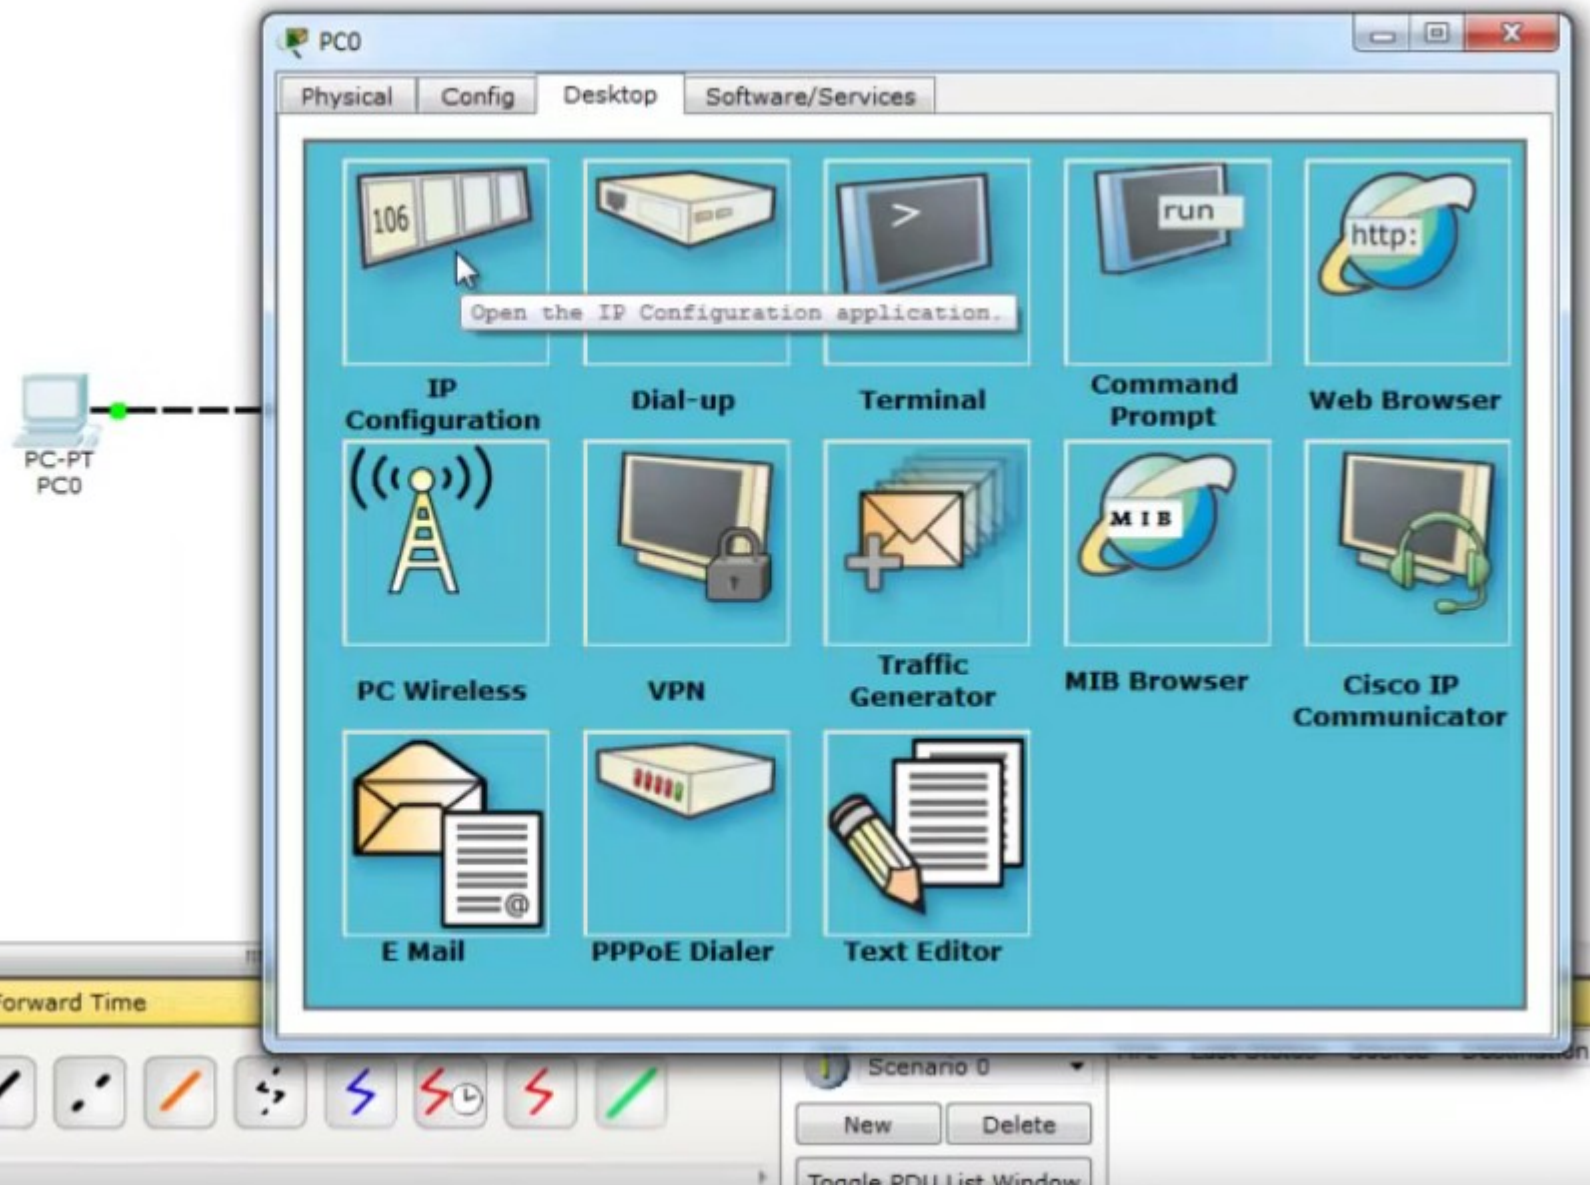 PC0
Physical
Config
Desktop
Software/Services
106
>
run
http:
Open the IP Configuration application.
IP
Configuration
Dial-up
Terminal
Command
Prompt
Web Browser
PC-PT
PC0
MIB
PC Wireless
VPN
Traffic
Generator
MIB Browser
Cisco IP
Communicator
@
E Mail
PPPoE Dialer
Text Editor
Forward Time
Scenario 0
New
Delete
Toggle PDU List Window